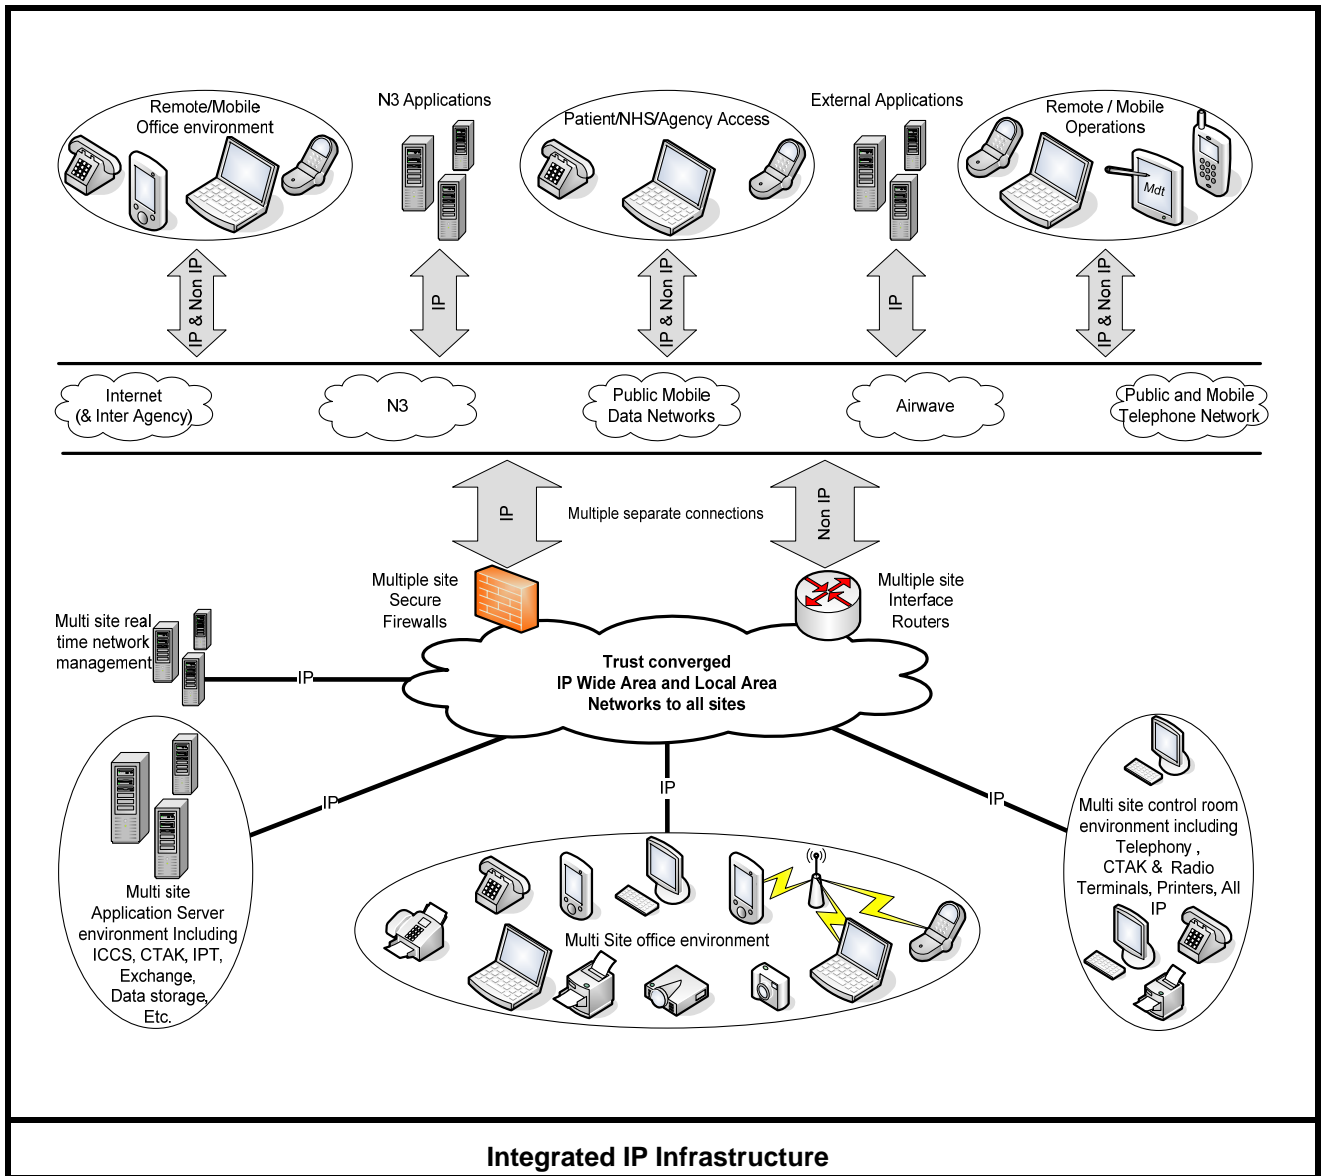 Remote/Mobile
Office environment
N3 Applications
Patient/NHS/Agency Access
External Applications
Remote / Mobile
Operations
Mdt
IP & Non IP
IP
IP & Non IP
IP
IP & Non IP
Internet
(& Inter Agency)
N3
Public Mobile
Data Networks
Airwave
Public and Mobile
Telephone Network
IP
Multiple separate connections
Non IP
Multiple site
Secure
Firewalls
Multiple site
Interface
Routers
Multi site real
time network
management
IP
Trust converged
IP Wide Area and Local Area
Networks to all sites
IP
IP
IP
Multi site
Application Server
environment Including
ICCS, CTAK, IPT,
Exchange,
Data storage,
Etc.
Multi Site office environment
Multi site control room
environment including
Telephony ,
CTAK & Radio
Terminals, Printers, All
IP
Integrated IP Infrastructure